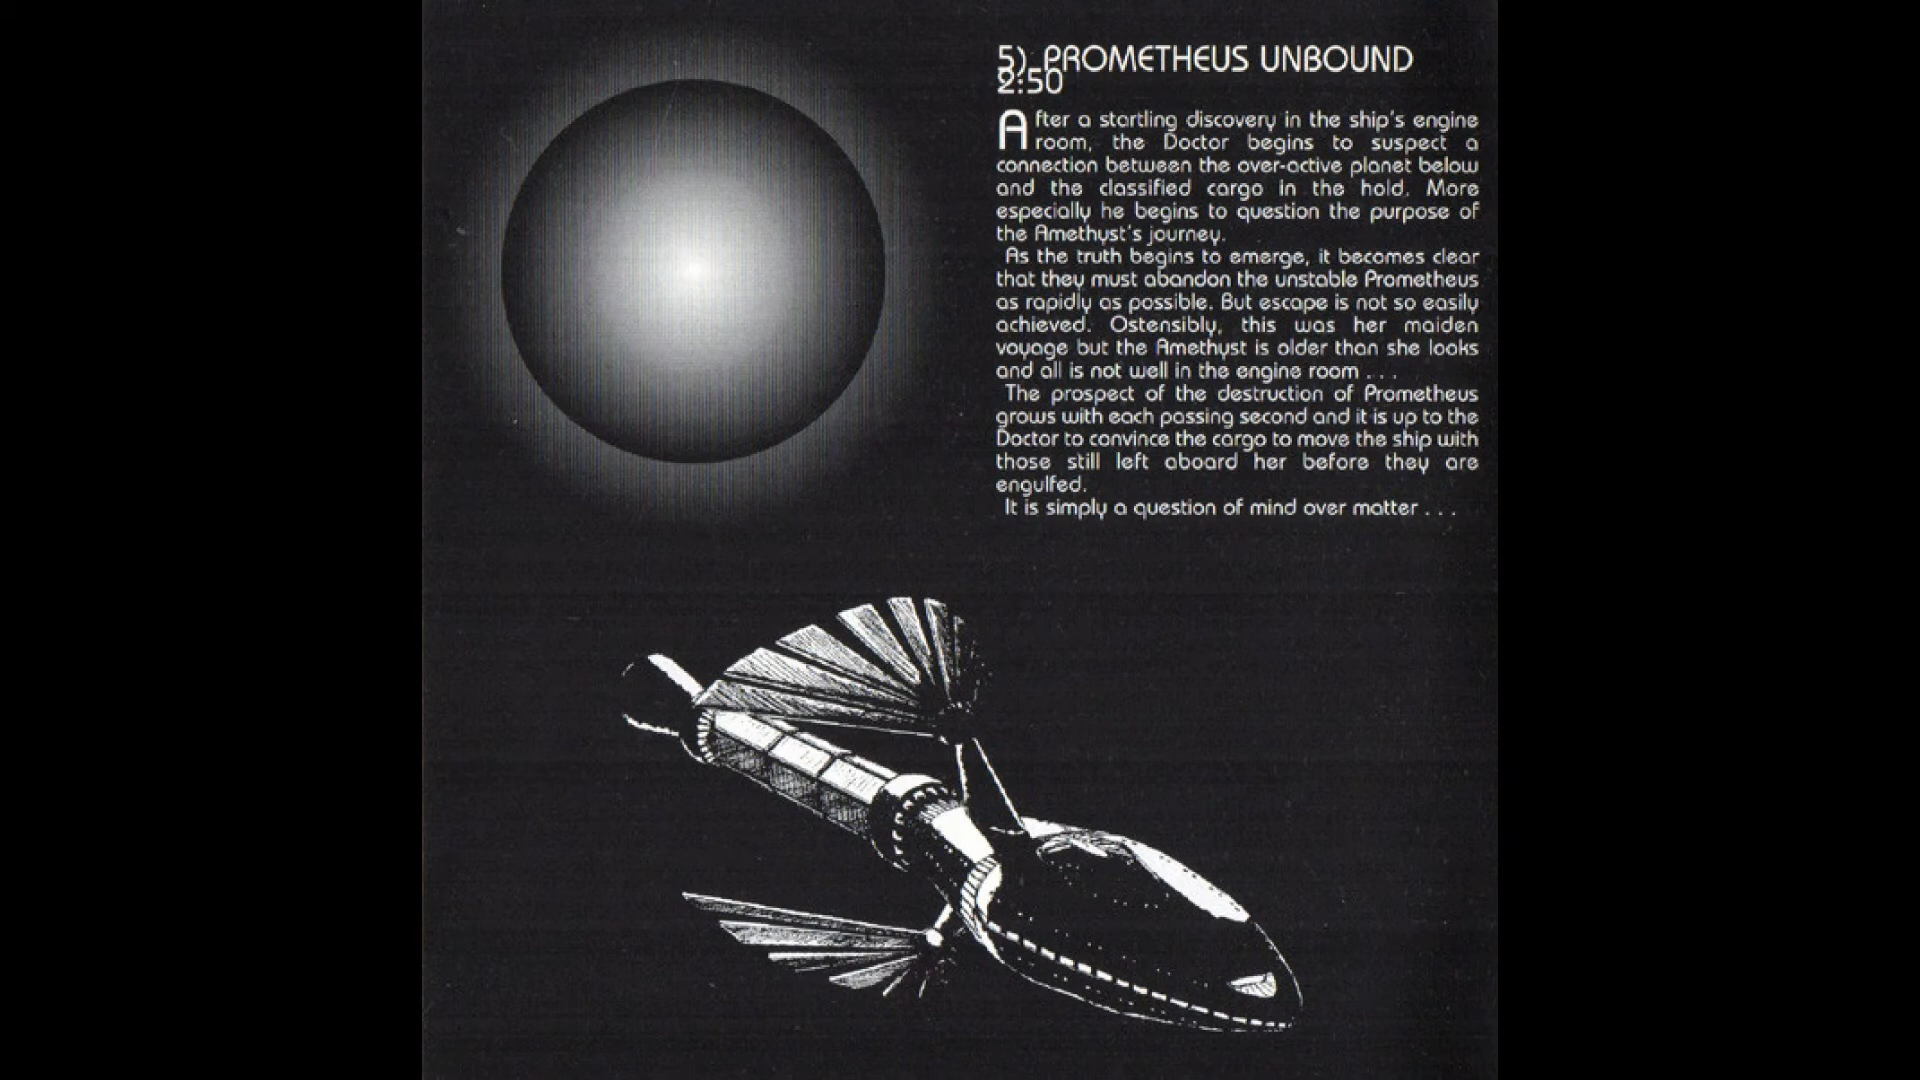 5) PROMETHEUS UNBOUND
2:50
After a startling discovery in the ship's engine
room, the Doctor begins to suspect a
connection between the over-active planet below
and the classified cargo in the hold. More
especially he begins to question the purpose of
the Amethyst's journey.
As the truth begins to emerge, it becomes clear
that they must abandon the unstable Prometheus
as rapidly as possible. But escape is not so easily
achieved. Ostensibly, this was her maiden
voyage but the Amethyst is older than she looks
and all is not well in the engine room . . .
The prospect of the destruction of Prometheus
grows with each passing second and it is up to the
Doctor to convince the cargo to move the ship with
those still left aboard her before they are
engulfed.
It is simply a question of mind over matter . . .